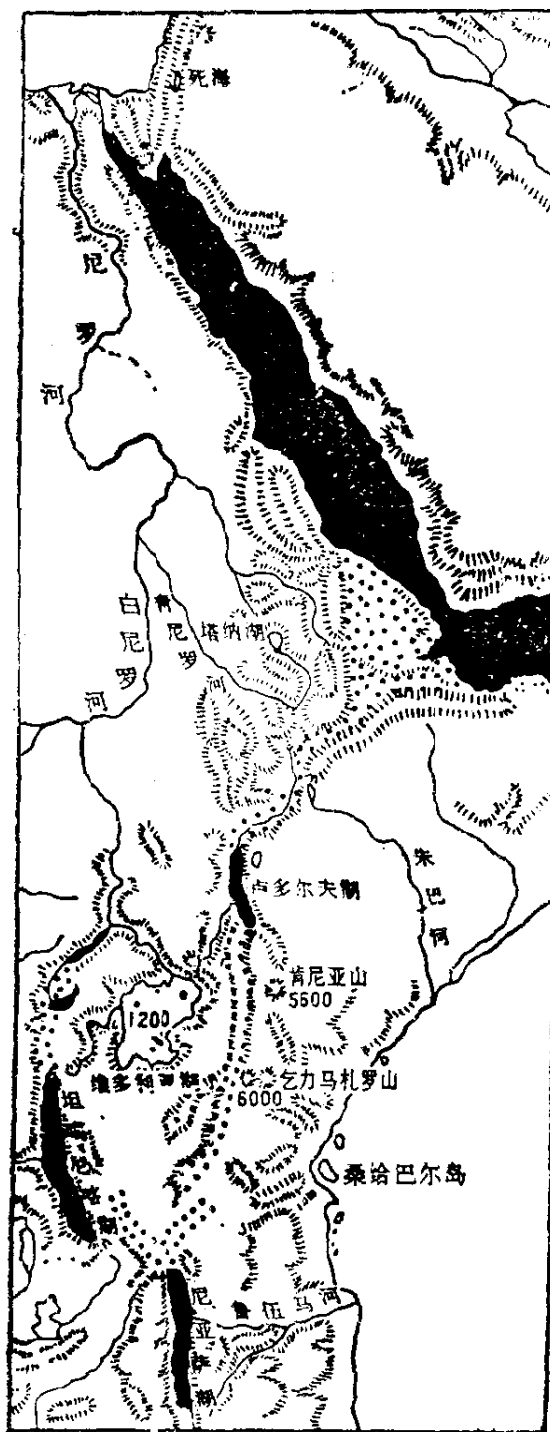 死海
尼罗河
白尼罗河
青尼罗河
塔纳湖
朱巴河
卢多尔夫湖
肯尼亚山
5600
1200
维多利亚湖
乞力马札罗山
6000
坦噶湖
桑给巴尔岛
尼亚萨湖
鲁伍马河